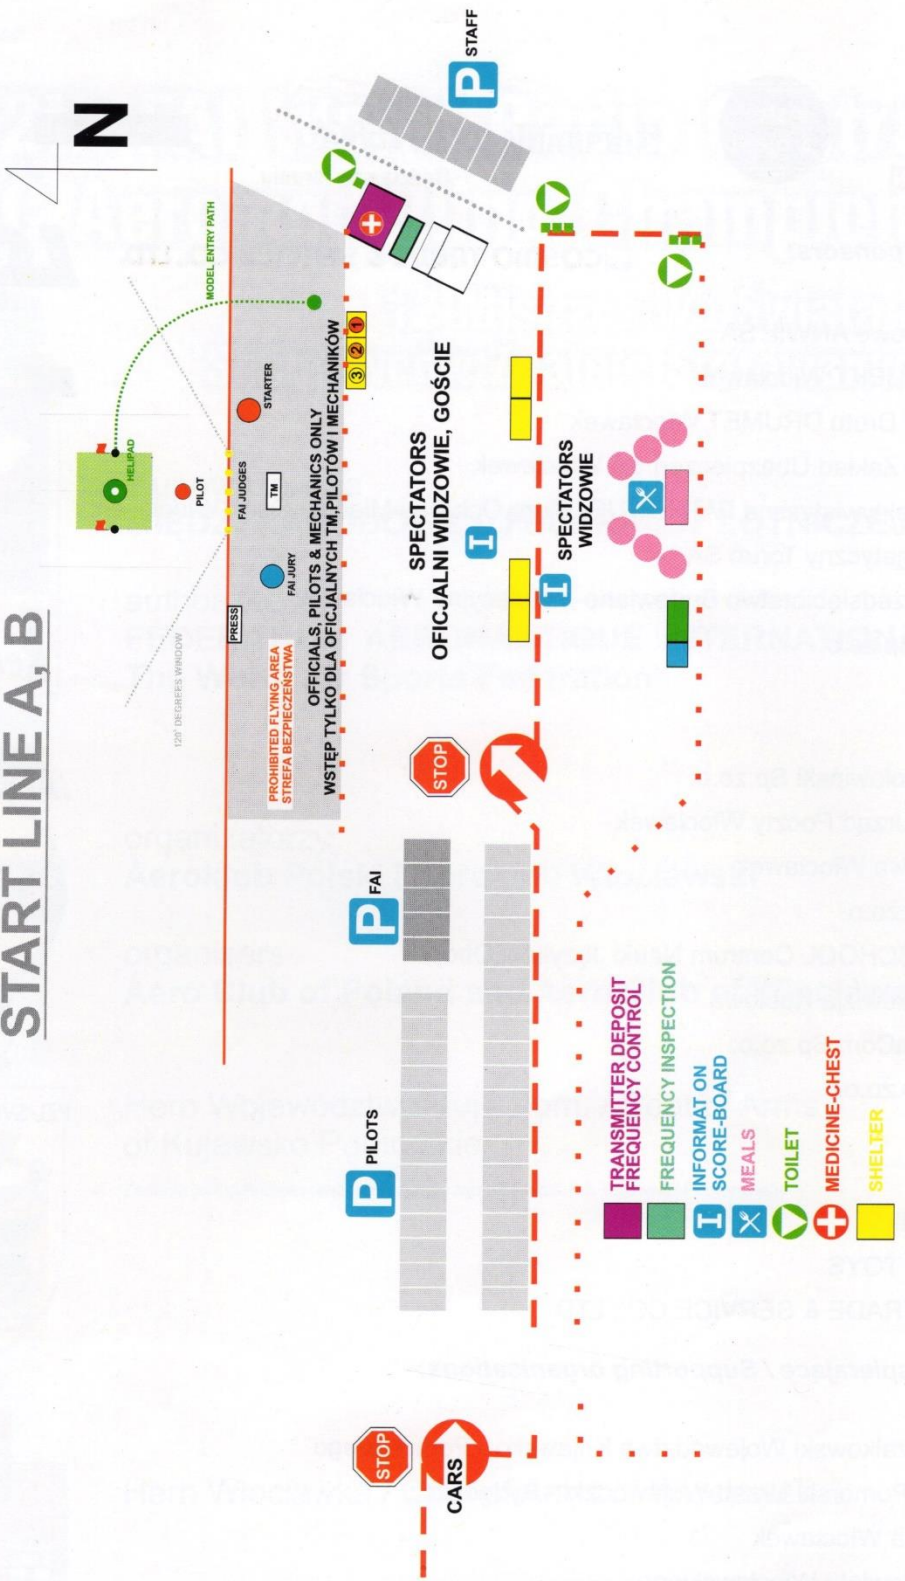 START LINE A, B
N
P STAFF
MODEL ENTRY PATH
HELIPAD
PILOT
120° DEGREES WINDOW
FAI JUDGES
STARTER
TM
FAI JURY
PRESS
PROHIBITED FLYING AREA
STREFA BEZPIECZEŃSTWA
OFFICIALS, PILOTS & MECHANICS ONLY
WSTĘP TYLKO DLA OFICJALNYCH TM,PILOTÓW I MECHANIKÓW
3 2 1
SPECTATORS
OFICJALNI WIDZOWIE, GOŚCIE
I
I
SPECTATORS
WIDZOWIE
STOP
P FAI
P PILOTS
STOP
CARS
TRANSMITTER DEPOSIT
FREQUENCY CONTROL
FREQUENCY INSPECTION
I INFORMAT ON
SCORE-BOARD
MEALS
TOILET
MEDICINE-CHEST
SHELTER